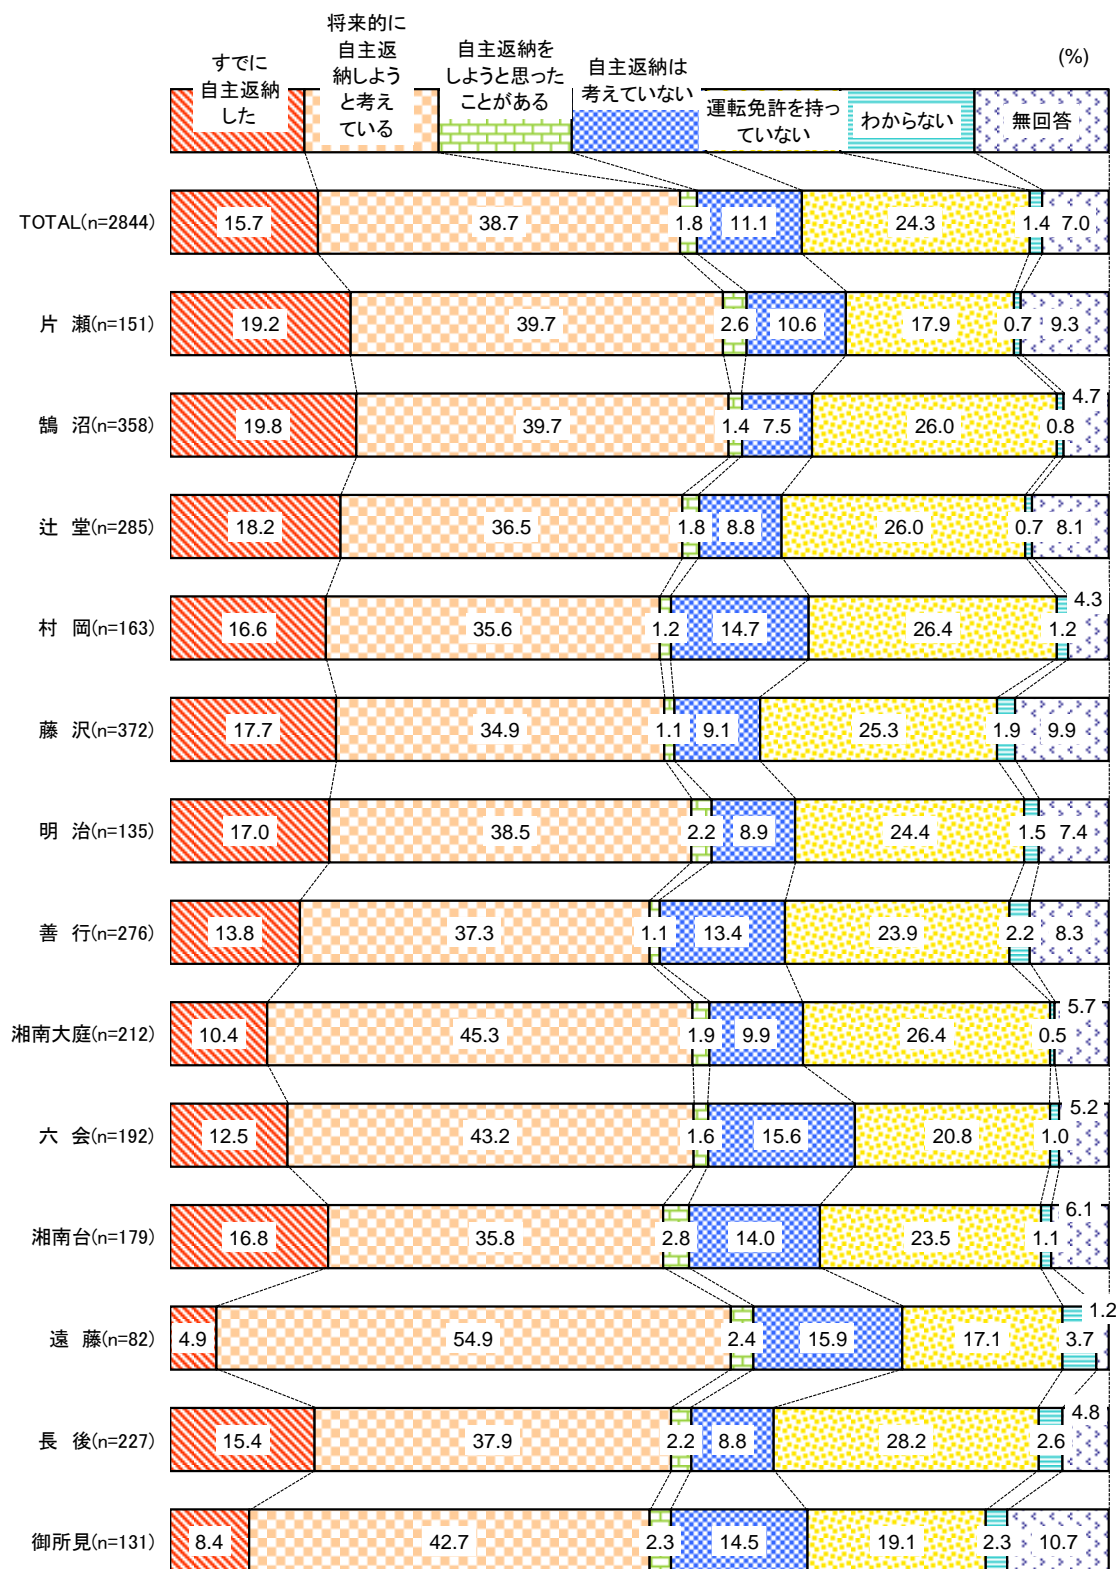 (%)
すでに
自主返納
した
将来的に
自主返
納しよう
と考え
ている
自主返納を
しようと思った
ことがある
自主返納は
考えていない
運転免許を持っ
ていない
わからない
無回答
TOTAL(n=2844) 15.7 38.7 1.8 11.1 24.3 1.4 7.0
片 瀬(n=151) 19.2 39.7 2.6 10.6 17.9 0.7 9.3
鵠 沼(n=358) 19.8 39.7 1.4 7.5 26.0 0.8 4.7
辻 堂(n=285) 18.2 36.5 1.8 8.8 26.0 0.7 8.1
村 岡(n=163) 16.6 35.6 1.2 14.7 26.4 1.2 4.3
藤 沢(n=372) 17.7 34.9 1.1 9.1 25.3 1.9 9.9
明 治(n=135) 17.0 38.5 2.2 8.9 24.4 1.5 7.4
善 行(n=276) 13.8 37.3 1.1 13.4 23.9 2.2 8.3
湘南大庭(n=212) 10.4 45.3 1.9 9.9 26.4 0.5 5.7
六 会(n=192) 12.5 43.2 1.6 15.6 20.8 1.0 5.2
湘南台(n=179) 16.8 35.8 2.8 14.0 23.5 1.1 6.1
遠 藤(n=82) 4.9 54.9 2.4 15.9 17.1 3.7 1.2
長 後(n=227) 15.4 37.9 2.2 8.8 28.2 2.6 4.8
御所見(n=131) 8.4 42.7 2.3 14.5 19.1 2.3 10.7